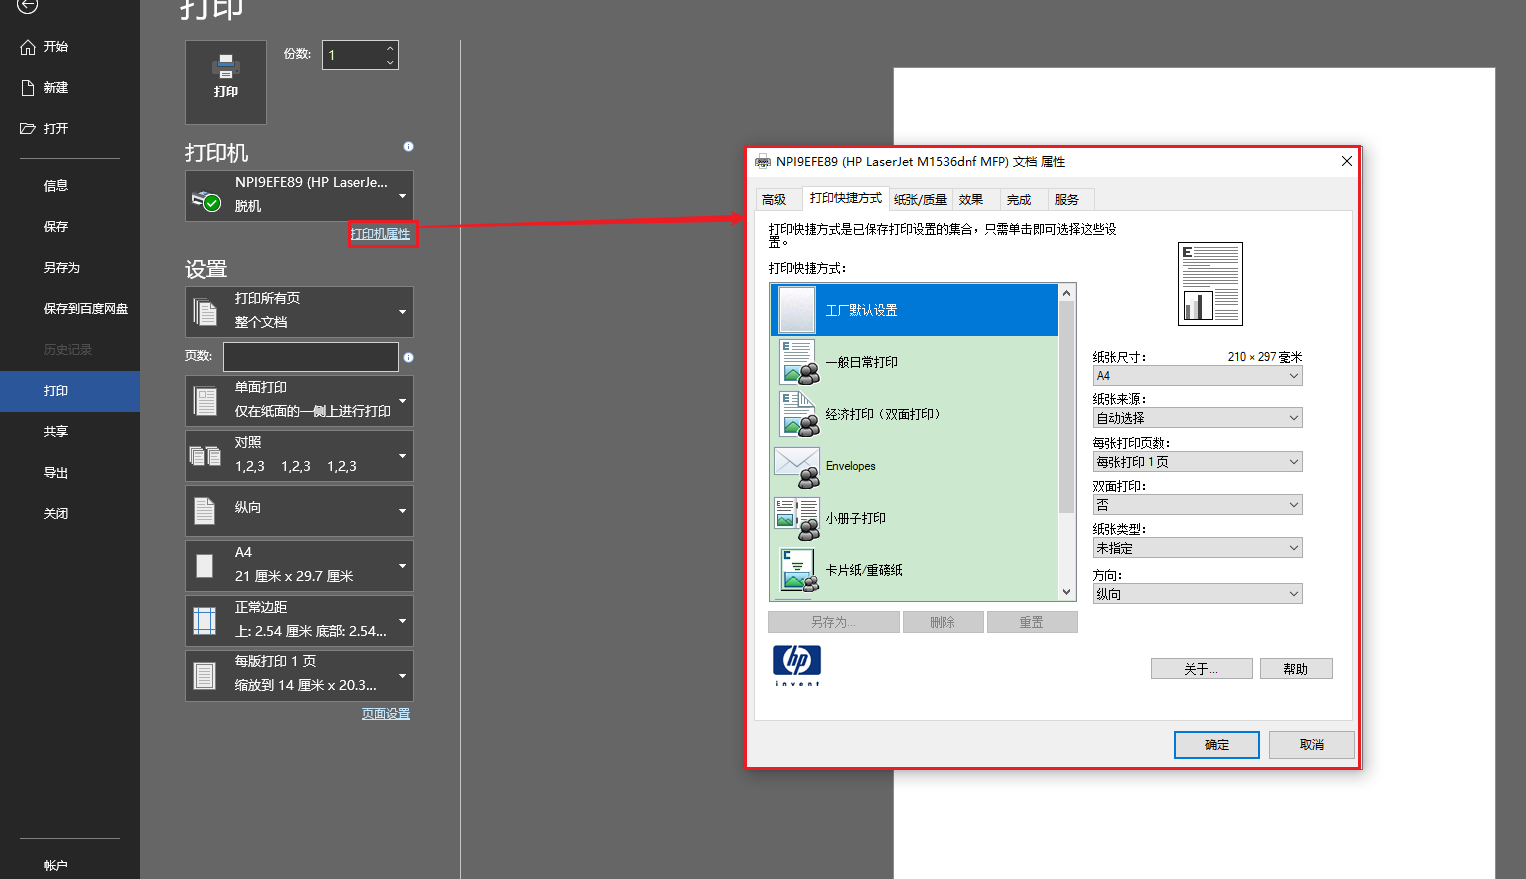 打印
开始
新建
打开
信息
保存
另存为
保存到百度网盘
历史记录
打印
共享
导出
关闭
帐户
打印
份数:
1
打印机
NPI9EFE89 (HP LaserJe...
脱机
打印机属性
设置
打印所有页
整个文档
页数:
单面打印
仅在纸面的一侧上进行打印
对照
1,2,3 1,2,3 1,2,3
纵向
A4
21 厘米 x 29.7 厘米
正常边距
上: 2.54 厘米 底部: 2.54...
每版打印 1 页
缩放到 14 厘米 x 20.3...
页面设置
NPI9EFE89 (HP LaserJet M1536dnf MFP) 文档 属性
高级
打印快捷方式
纸张/质量
效果
完成
服务
打印快捷方式是已保存打印设置的集合，只需单击即可选择这些设
置。
打印快捷方式：
工厂默认设置
一般日常打印
经济打印（双面打印）
Envelopes
小册子打印
卡片纸/重磅纸
另存为...
删除
重置
hp
invent
E
纸张尺寸：
210 × 297 毫米
A4
纸张来源：
自动选择
每张打印页数：
每张打印 1 页
双面打印：
否
纸张类型：
未指定
方向：
纵向
关于...
帮助
确定
取消